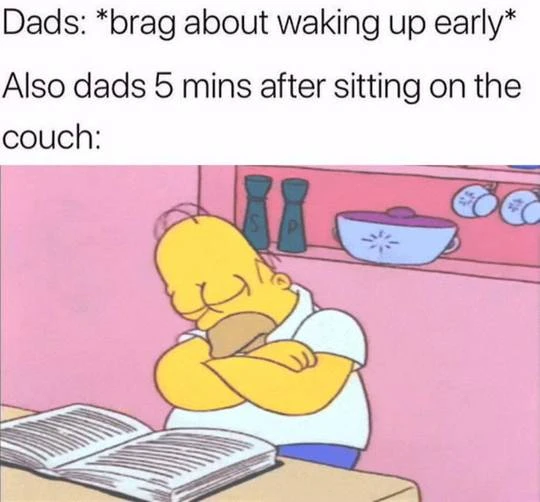 Dads: *brag about waking up early*
Also dads 5 mins after sitting on the
couch:
S P